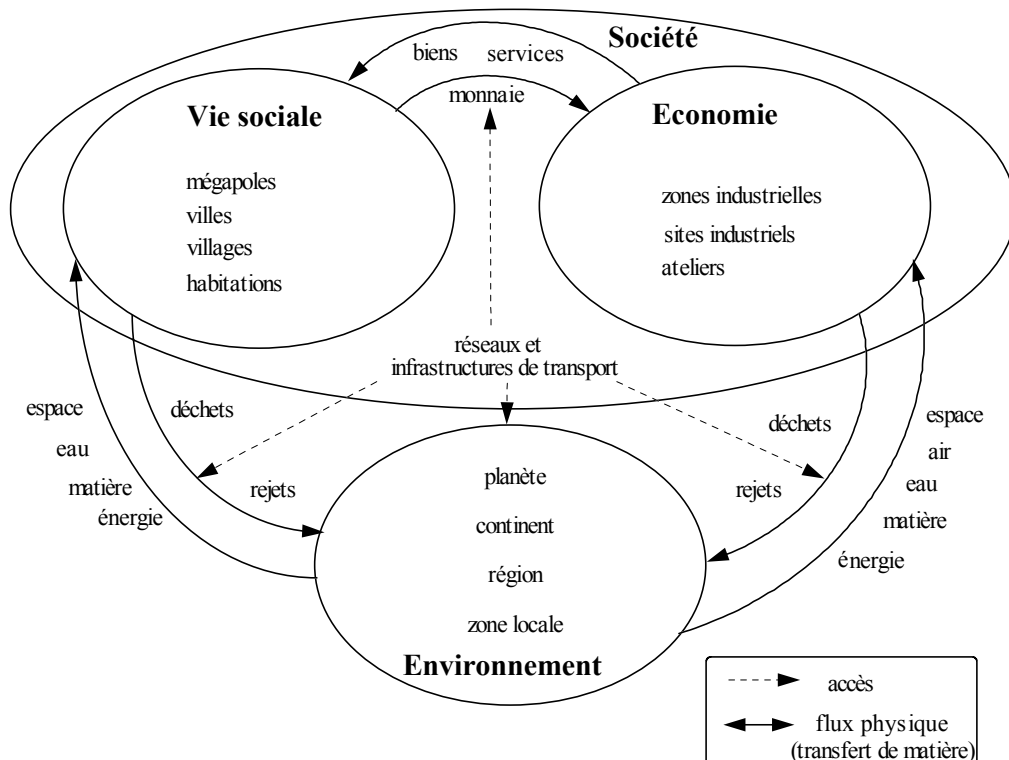 Société
biens services
monnaie
Vie sociale
mégapoles
villes
villages
habitations
Economie
zones industrielles
sites industriels
ateliers
réseaux et
infrastructures de transport
espace
eau
matière
énergie
déchets
rejets
planète
continent
région
zone locale
Environnement
déchets
rejets
espace
air
eau
matière
énergie
accès
flux physique
(transfert de matière)